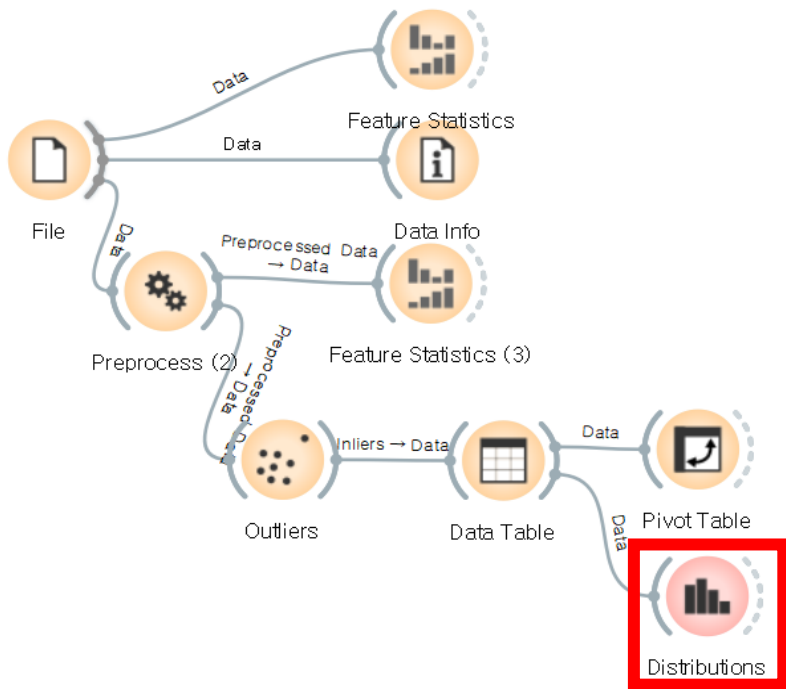 Data
Feature Statistics
Data
File
Data Info
Data
Preprocessed Data
→ Data
Preprocess (2)
Feature Statistics (3)
Preprocessed Data
→ Data
Inliers → Data
Data
Outliers
Data Table
Pivot Table
Data
Distributions